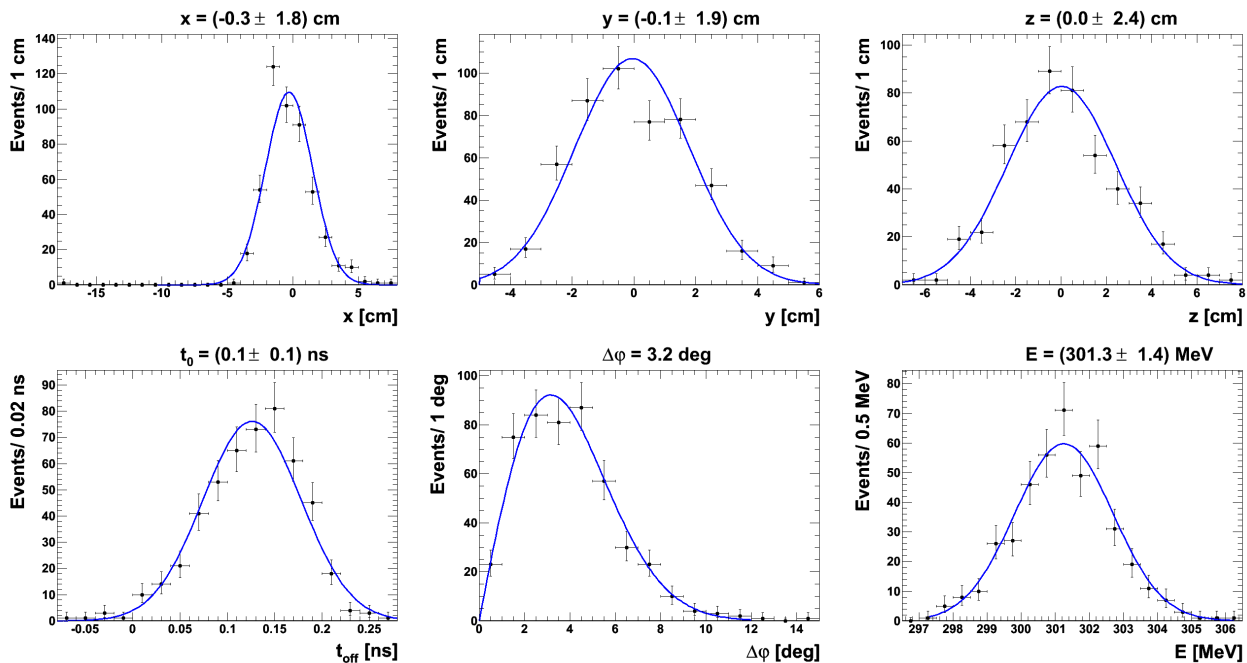 x = (-0.3 ± 1.8) cm
Events/ 1 cm
140
120
100
80
60
40
20
0
-15 -10 -5 0 5
x [cm]
y = (-0.1 ± 1.9) cm
Events/ 1 cm
100
80
60
40
20
0
-4 -2 0 2 4 6
y [cm]
z = (0.0 ± 2.4) cm
Events/ 1 cm
100
80
60
40
20
0
-6 -4 -2 0 2 4 6 8
z [cm]
t0 = (0.1 ± 0.1) ns
Events/ 0.02 ns
90
80
70
60
50
40
30
20
10
0
-0.05 0 0.05 0.1 0.15 0.2 0.25
toff [ns]
Δφ = 3.2 deg
Events/ 1 deg
100
80
60
40
20
0
0 2 4 6 8 10 12 14
Δφ [deg]
E = (301.3 ± 1.4) MeV
Events/ 0.5 MeV
80
70
60
50
40
30
20
10
0
297 298 299 300 301 302 303 304 305 306
E [MeV]